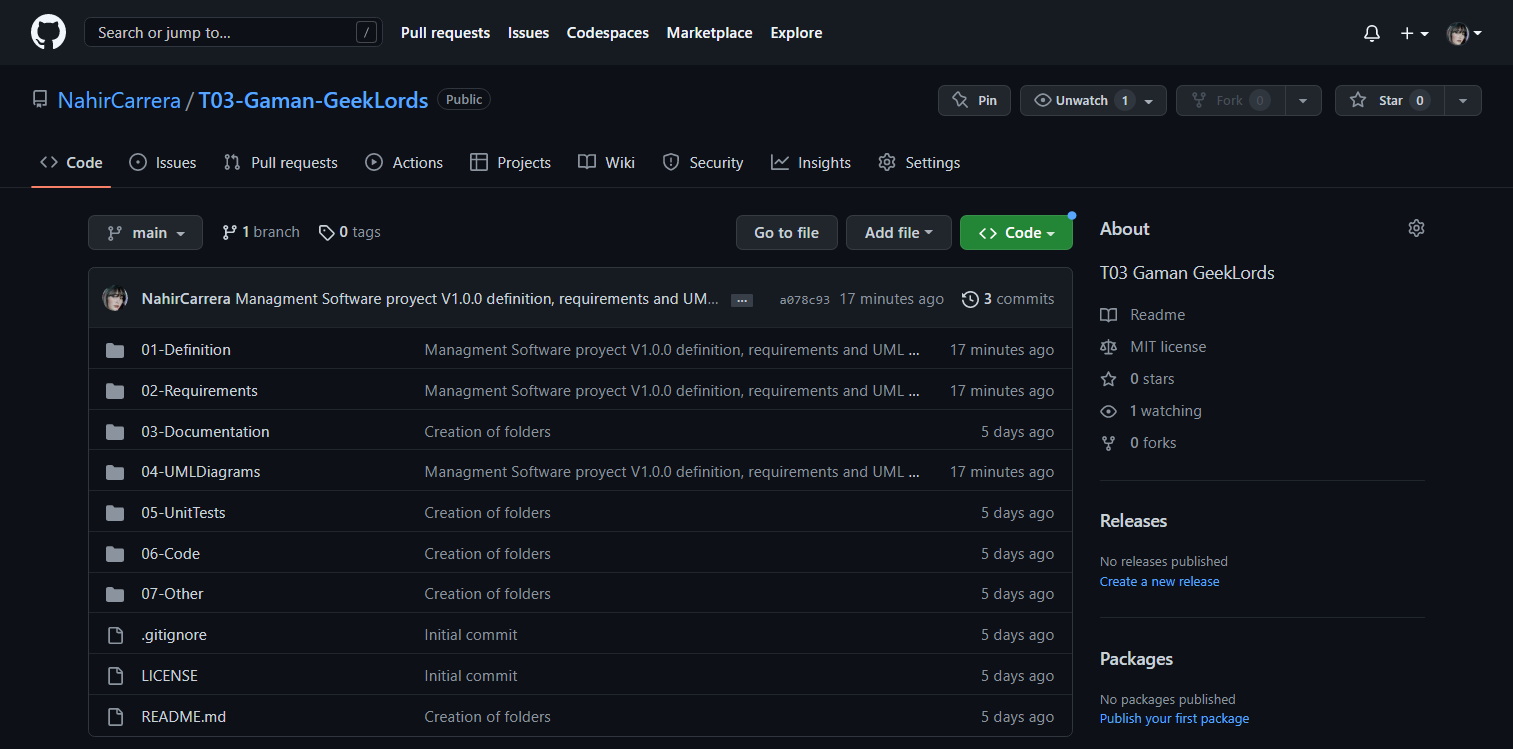 Search or jump to... / Pull requests Issues Codespaces Marketplace Explore
NahirCarrera / T03-Gaman-GeekLords Public Pin Unwatch 1 Fork 0 Star 0
Code Issues Pull requests Actions Projects Wiki Security Insights Settings
main 1 branch 0 tags Go to file Add file Code
NahirCarrera Managment Software proyect V1.0.0 definition, requirements and UM... ... a078c93 17 minutes ago 3 commits
01-Definition Managment Software proyect V1.0.0 definition, requirements and UML ... 17 minutes ago
02-Requirements Managment Software proyect V1.0.0 definition, requirements and UML ... 17 minutes ago
03-Documentation Creation of folders 5 days ago
04-UMLDiagrams Managment Software proyect V1.0.0 definition, requirements and UML ... 17 minutes ago
05-UnitTests Creation of folders 5 days ago
06-Code Creation of folders 5 days ago
07-Other Creation of folders 5 days ago
.gitignore Initial commit 5 days ago
LICENSE Initial commit 5 days ago
README.md Creation of folders 5 days ago
About
T03 Gaman GeekLords
Readme
MIT license
0 stars
1 watching
0 forks
Releases
No releases published
Create a new release
Packages
No packages published
Publish your first package